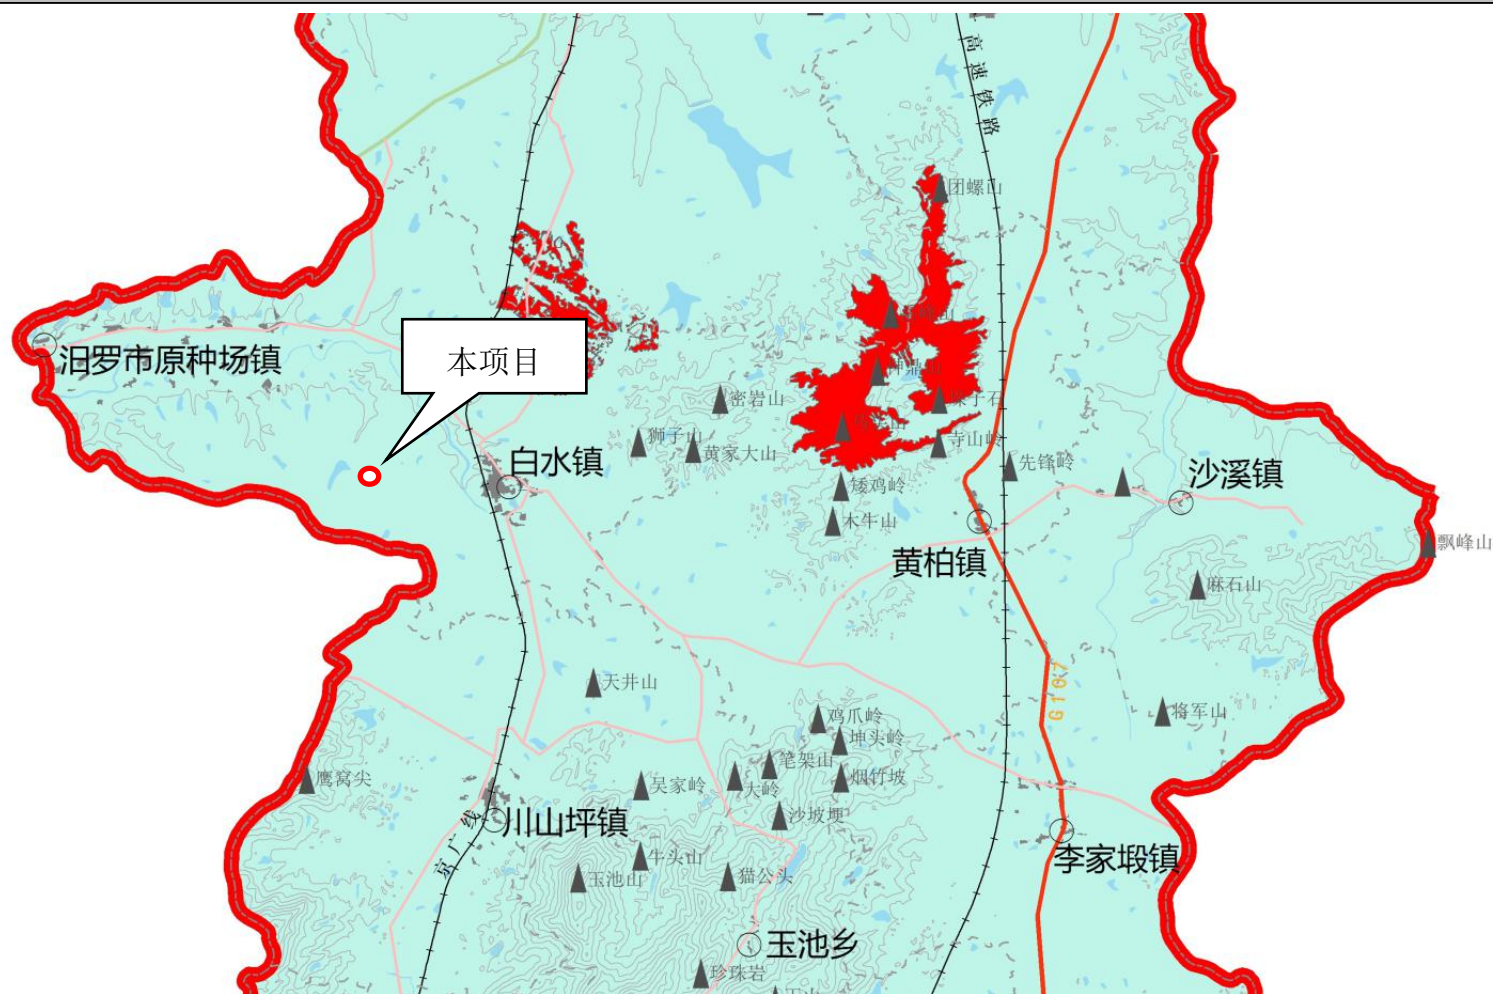 高速铁路
团螺山
本项目
汨罗市原种场镇
密岩山
狮子山
黄家大山
寺山岭
先锋岭
白水镇
沙溪镇
矮鸡岭
木牛山
黄柏镇
飘峰山
麻石山
天井山
G107
鸡爪岭
坤头岭
将军山
笔架山
烟竹坡
鹰窝尖
吴家岭
大岭
沙坡埂
川山坪镇
京广线
李家塅镇
牛头山
玉池山
猫公头
玉池乡
珍珠岩